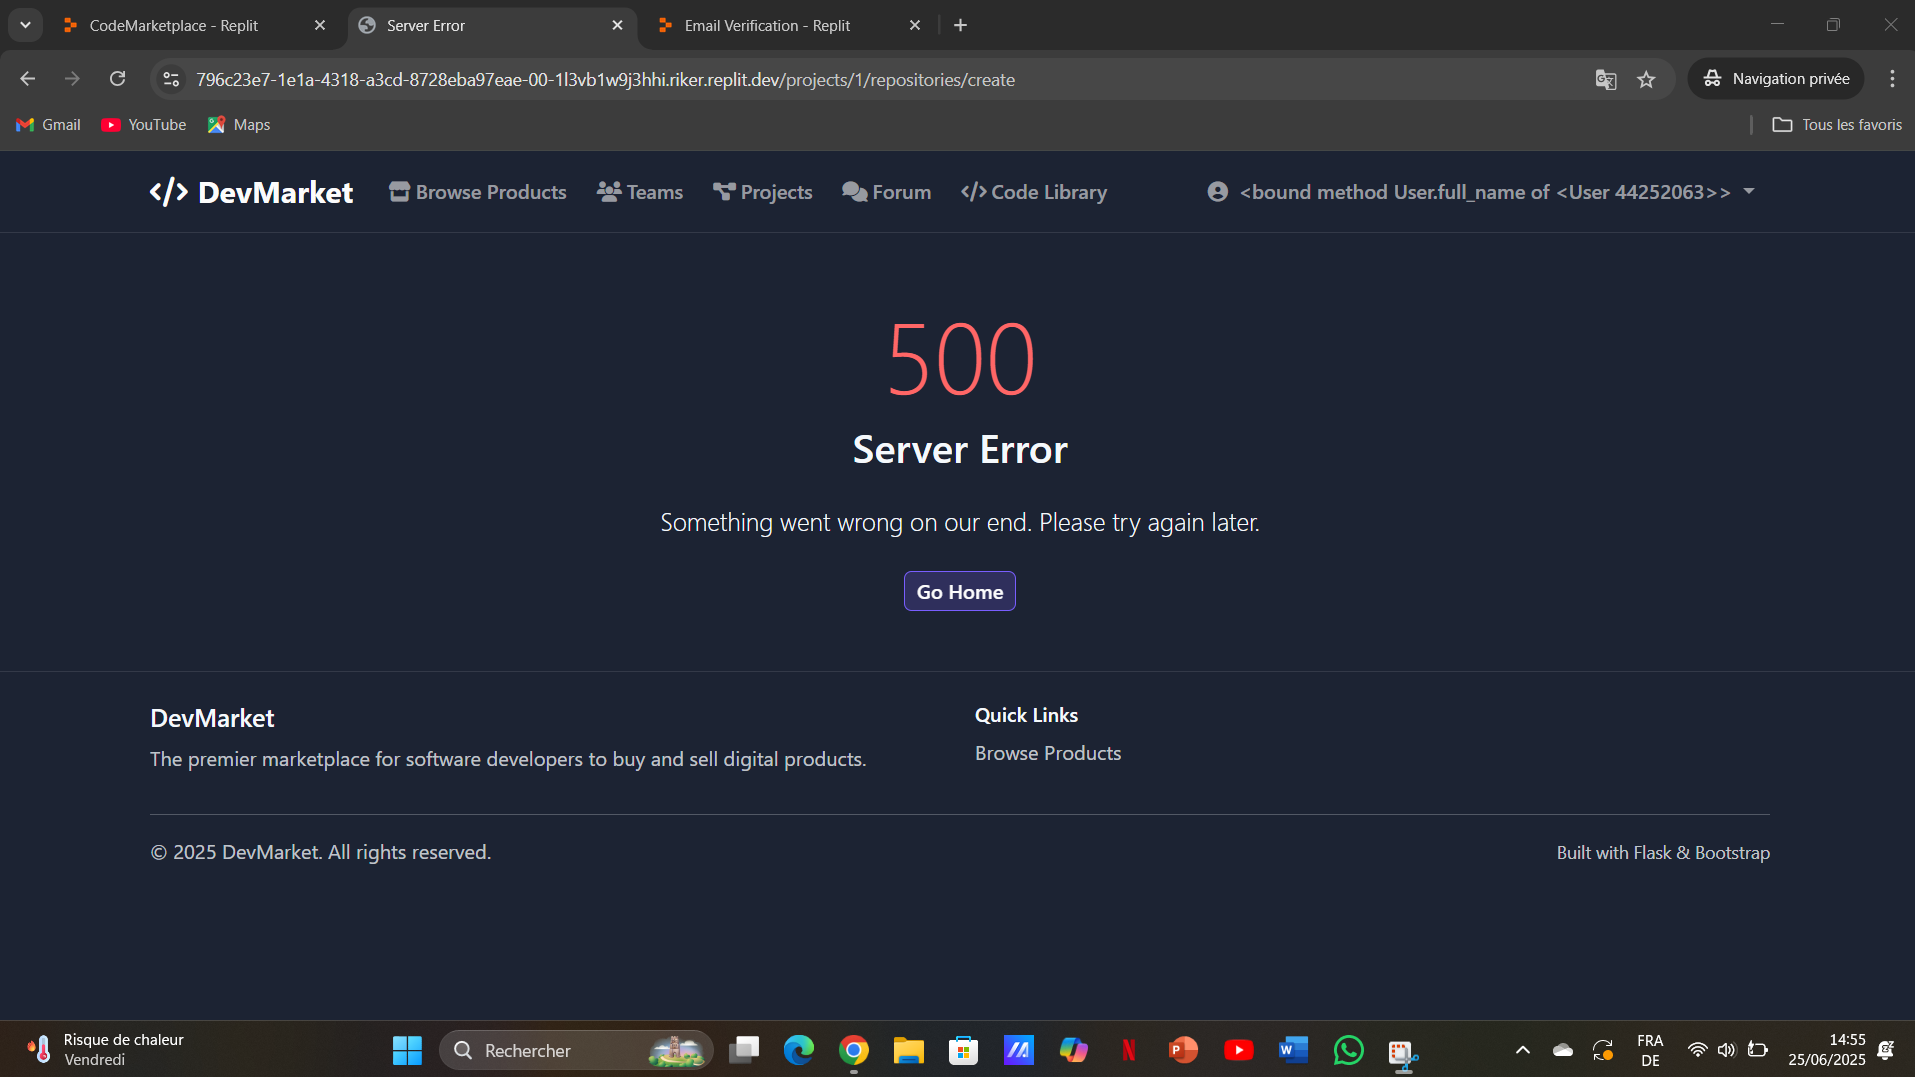 CodeMarketplace - Replit
Server Error
Email Verification - Replit
796c23e7-1e1a-4318-a3cd-8728eba97eae-00-1l3vb1w9j3hhi.riker.replit.dev/projects/1/repositories/create
Navigation privée
Gmail
YouTube
Maps
Tous les favoris
</> DevMarket
Browse Products
Teams
Projects
Forum
</> Code Library
<bound method User.full_name of <User 44252063>>
500
Server Error
Something went wrong on our end. Please try again later.
Go Home
DevMarket
The premier marketplace for software developers to buy and sell digital products.
Quick Links
Browse Products
© 2025 DevMarket. All rights reserved.
Built with Flask & Bootstrap
Risque de chaleur
Vendredi
Rechercher
FRA
DE
14:55
25/06/2025